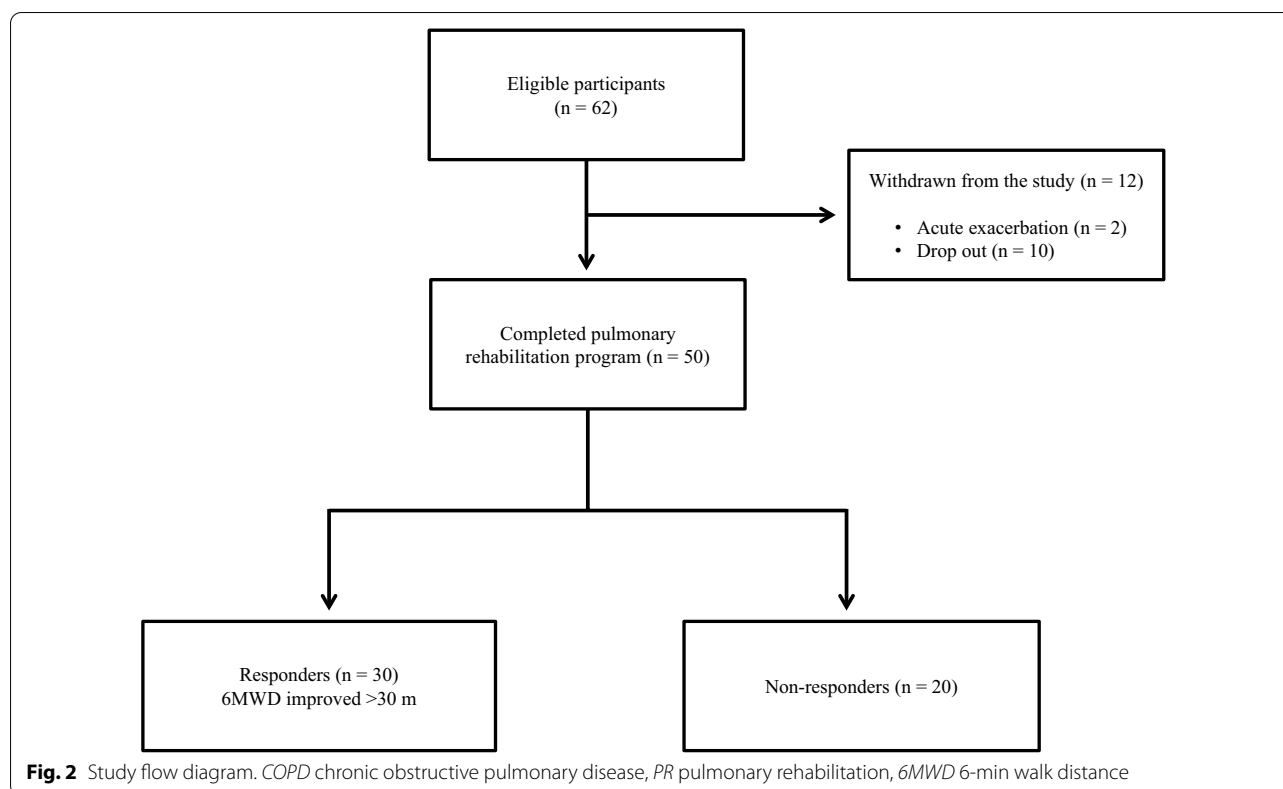 Eligible participants
(n = 62)
Withdrawn from the study (n = 12)
• Acute exacerbation (n = 2)
• Drop out (n = 10)
Completed pulmonary
rehabilitation program (n = 50)
Responders (n = 30)
6MWD improved >30 m
Non-responders (n = 20)
Fig. 2 Study flow diagram. COPD chronic obstructive pulmonary disease, PR pulmonary rehabilitation, 6MWD 6-min walk distance